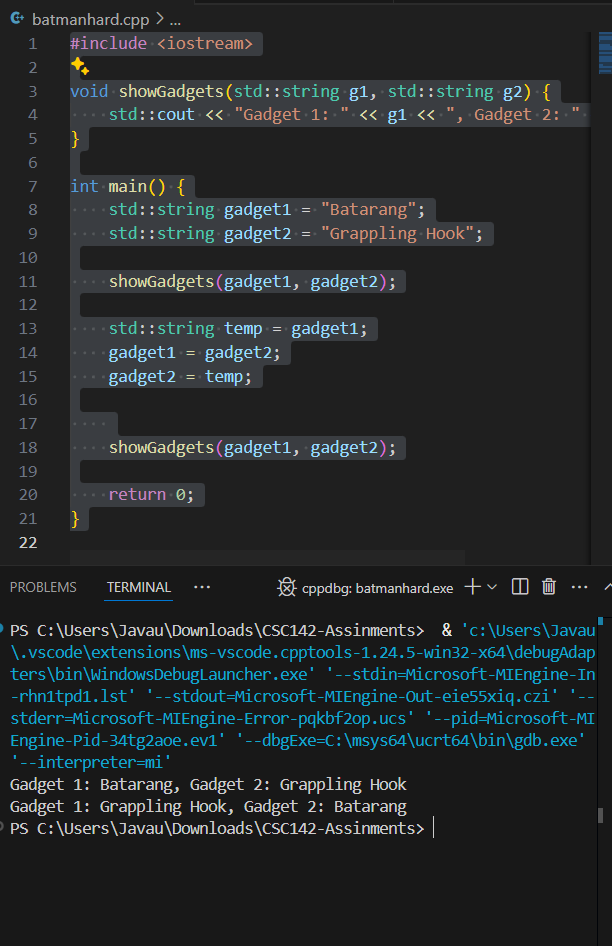 batmanhard.cpp > ...
1 #include <iostream>
2
3 void showGadgets(std::string g1, std::string g2) {
4     std::cout << "Gadget 1: " << g1 << ", Gadget 2: "
5 }
6
7 int main() {
8     std::string gadget1 = "Batarang";
9     std::string gadget2 = "Grappling Hook";
10
11     showGadgets(gadget1, gadget2);
12
13     std::string temp = gadget1;
14     gadget1 = gadget2;
15     gadget2 = temp;
16
17
18     showGadgets(gadget1, gadget2);
19
20     return 0;
21 }
22
PROBLEMS TERMINAL ... cppdbg: batmanhard.exe
PS C:\Users\Javau\Downloads\CSC142-Assinments>  & 'c:\Users\Javau
\.vscode\extensions\ms-vscode.cpptools-1.24.5-win32-x64\debugAdap
ters\bin\WindowsDebugLauncher.exe' '--stdin=Microsoft-MIEngine-In
-rhn1tpd1.lst' '--stdout=Microsoft-MIEngine-Out-eie55xiq.czi' '--
stderr=Microsoft-MIEngine-Error-pqkbf2op.ucs' '--pid=Microsoft-MI
Engine-Pid-34tg2aoe.ev1' '--dbgExe=C:\msys64\ucrt64\bin\gdb.exe'
'--interpreter=mi'
Gadget 1: Batarang, Gadget 2: Grappling Hook
Gadget 1: Grappling Hook, Gadget 2: Batarang
PS C:\Users\Javau\Downloads\CSC142-Assinments>